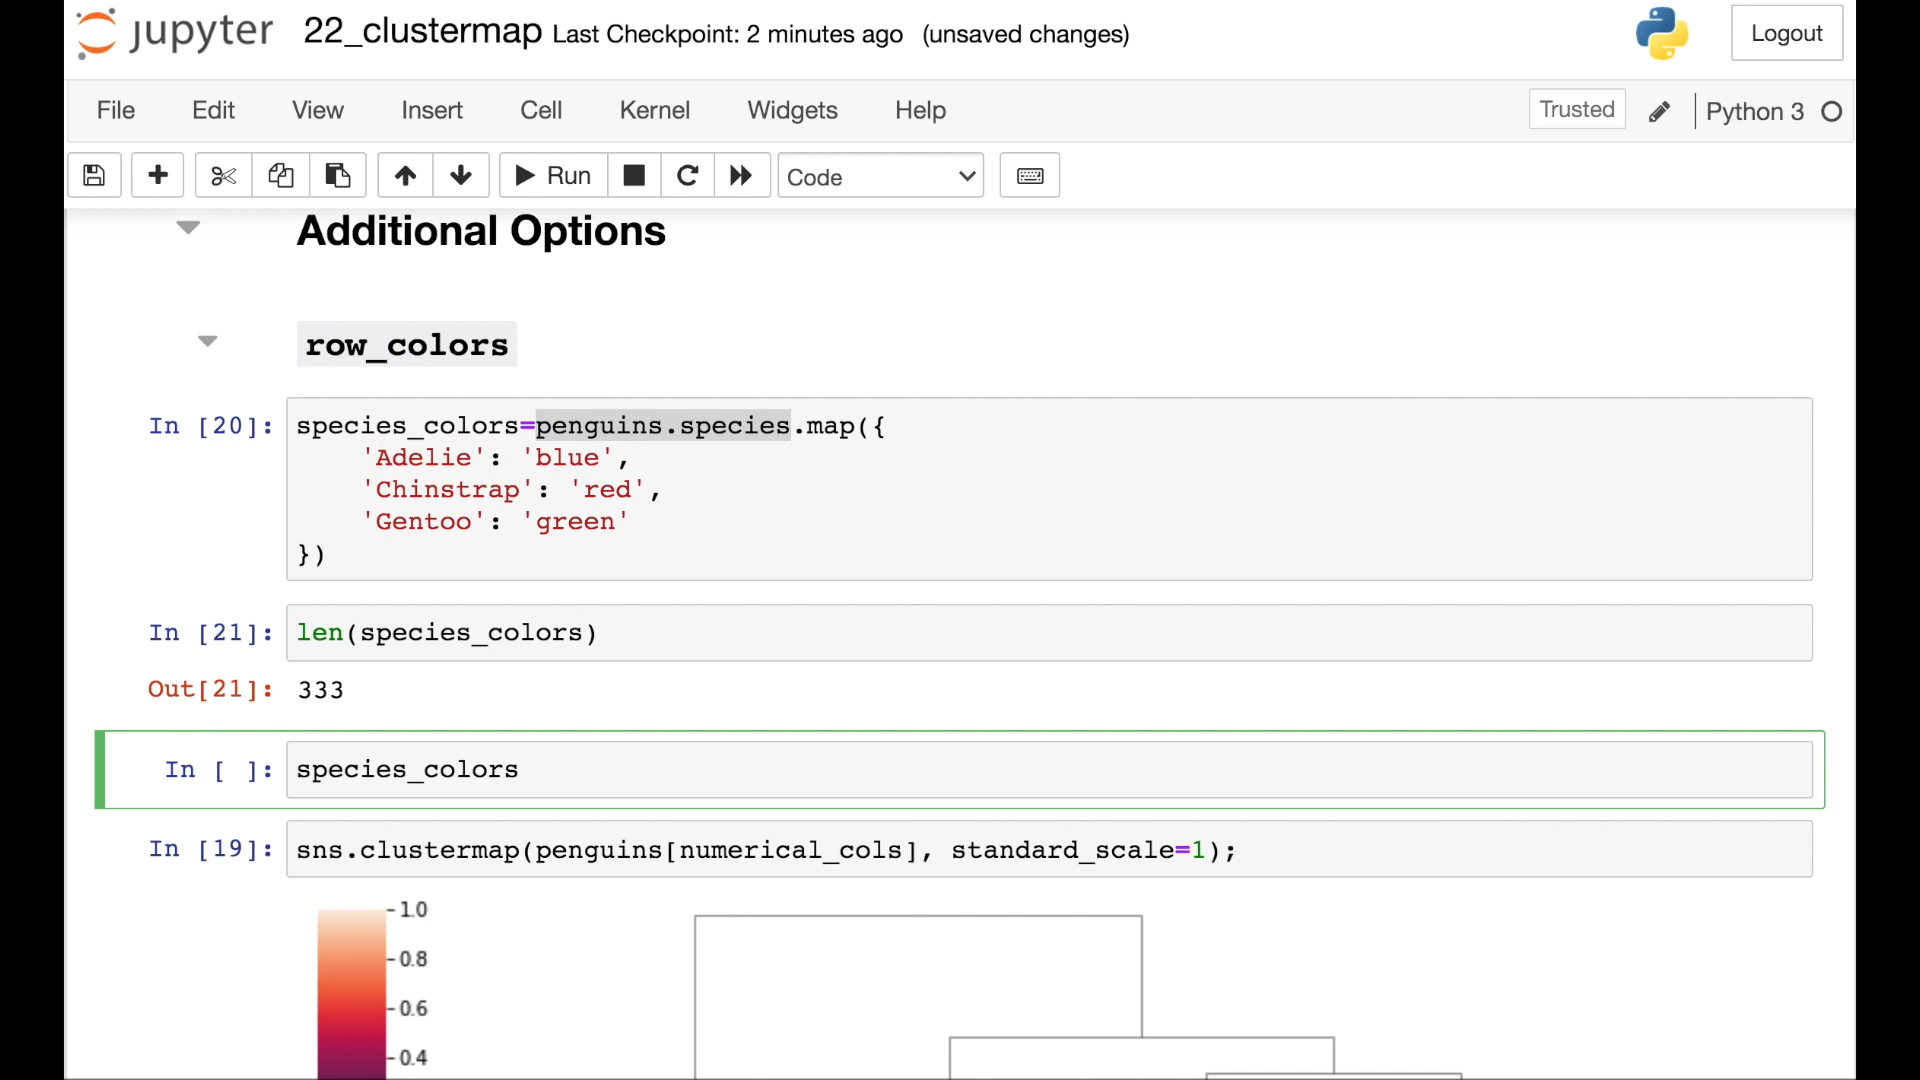 jupyter 22_clustermap Last Checkpoint: 2 minutes ago (unsaved changes) Logout
File Edit View Insert Cell Kernel Widgets Help Trusted Python 3
Run Code
Additional Options
row_colors
In [20]: species_colors=penguins.species.map({
'Adelie': 'blue',
'Chinstrap': 'red',
'Gentoo': 'green'
})
In [21]: len(species_colors)
Out[21]: 333
In [ ]: species_colors
In [19]: sns.clustermap(penguins[numerical_cols], standard_scale=1);
1.0
0.8
0.6
0.4